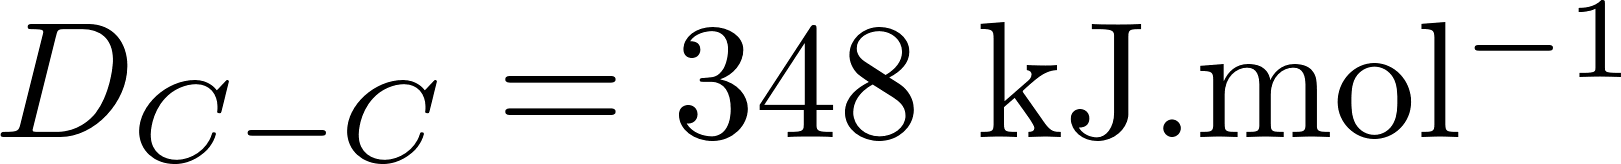 D_{C−C} = 348 kJ.mol^{−1}